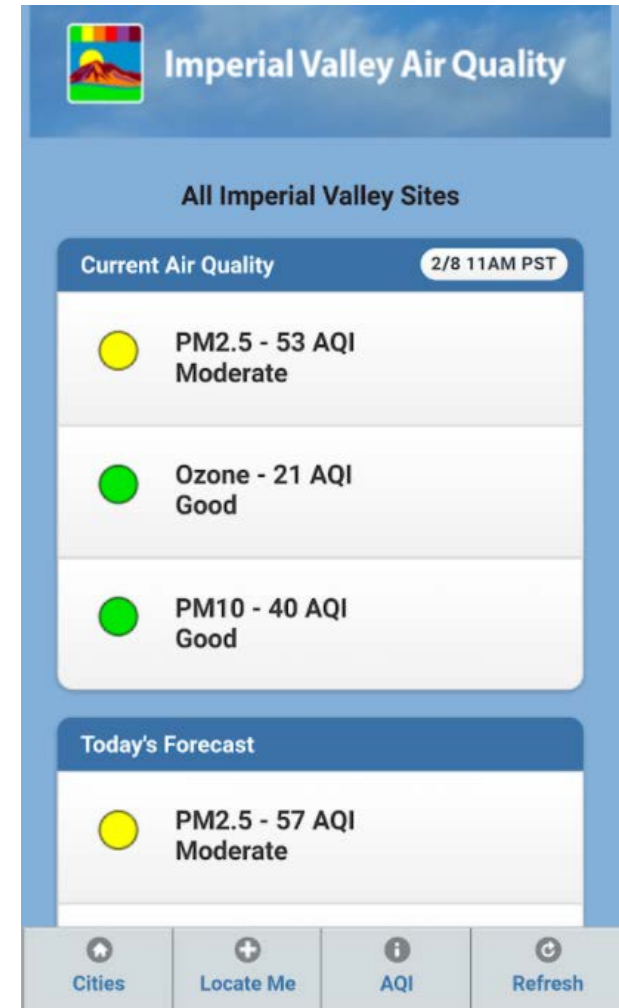 Imperial Valley Air Quality
All Imperial Valley Sites
Current Air Quality
2/8 11AM PST
PM2.5 - 53 AQI
Moderate
Ozone - 21 AQI
Good
PM10 - 40 AQI
Good
Today's Forecast
PM2.5 - 57 AQI
Moderate
Cities
Locate Me
AQI
Refresh